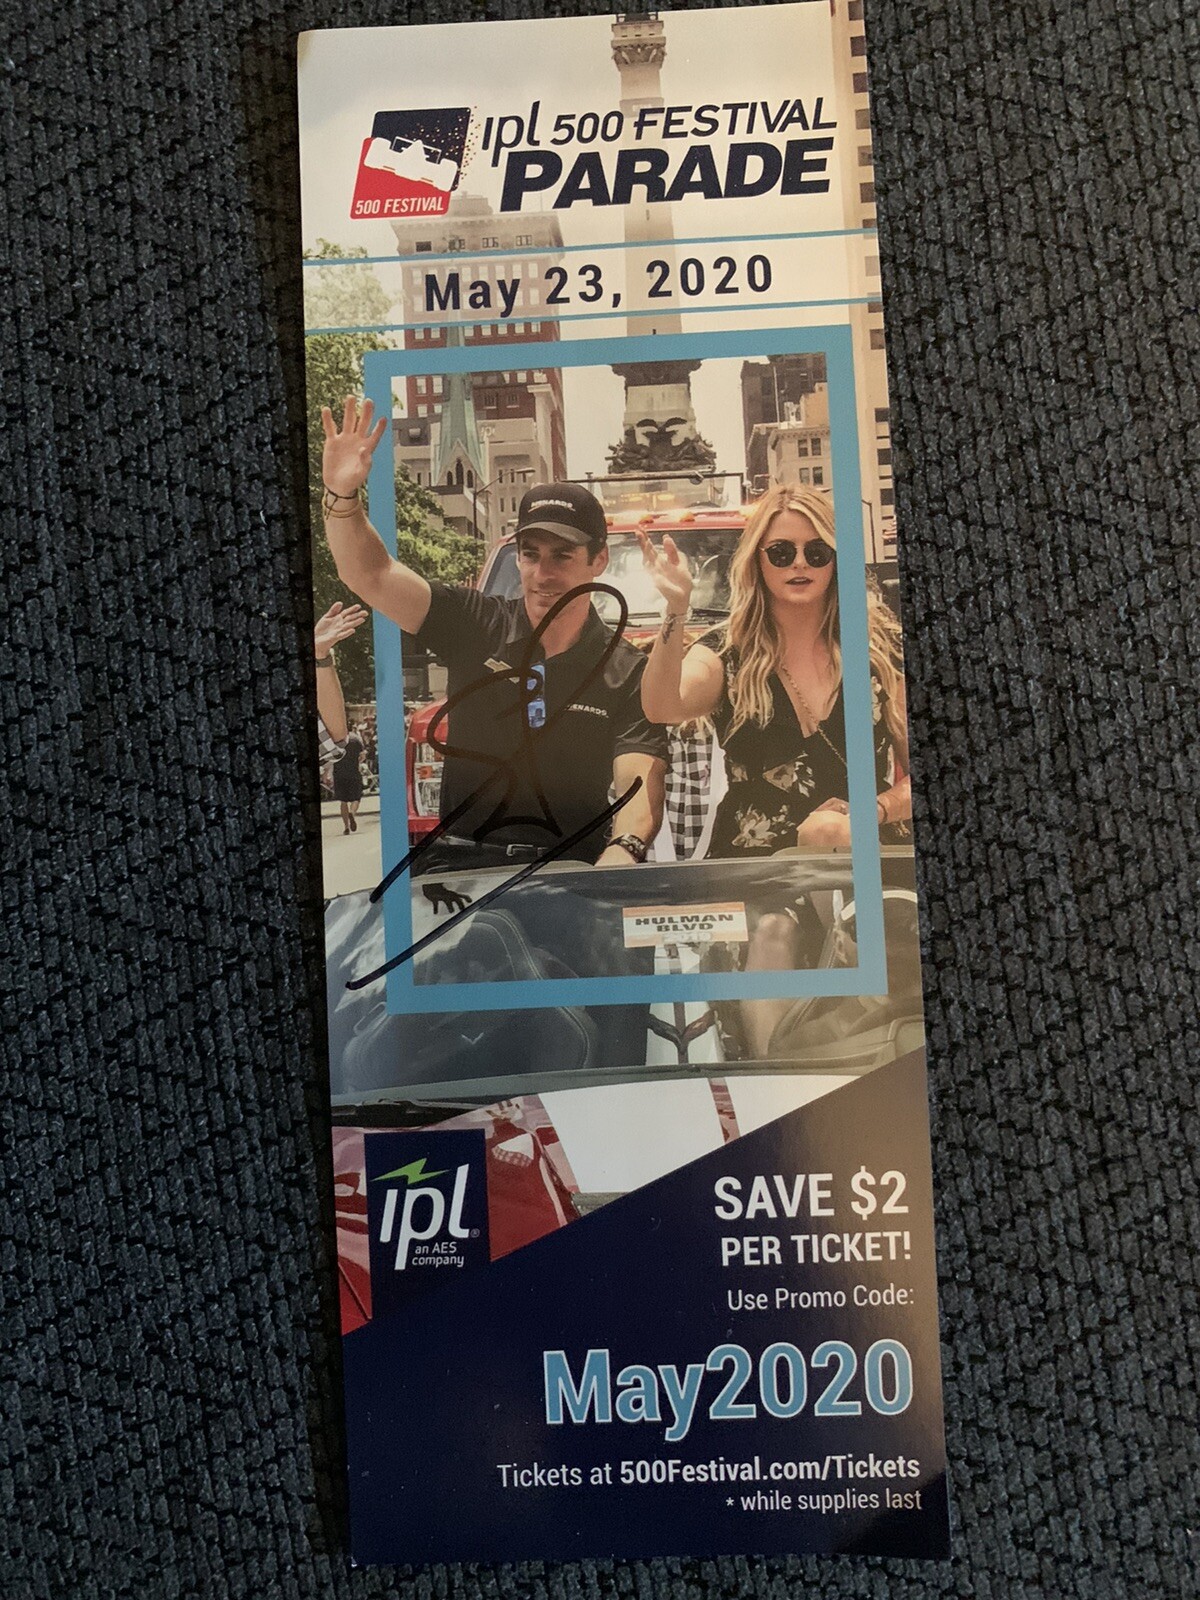 500 FESTIVAL
ipl 500 FESTIVAL
PARADE
May 23, 2020
MENARDS
MENARDS
HULMAN
BLVD
ipl
an AES
company
SAVE $2
PER TICKET!
Use Promo Code:
May2020
Tickets at 500Festival.com/Tickets
* while supplies last